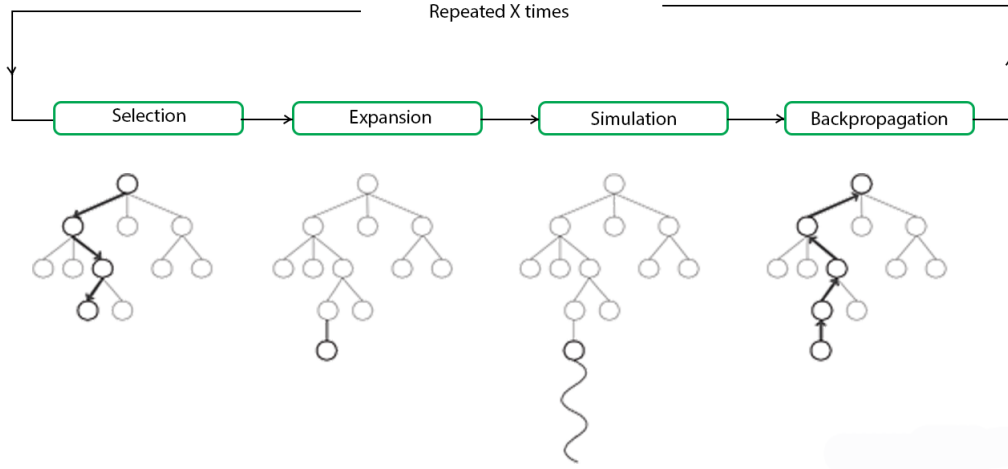 Repeated X times
Selection
Expansion
Simulation
Backpropagation